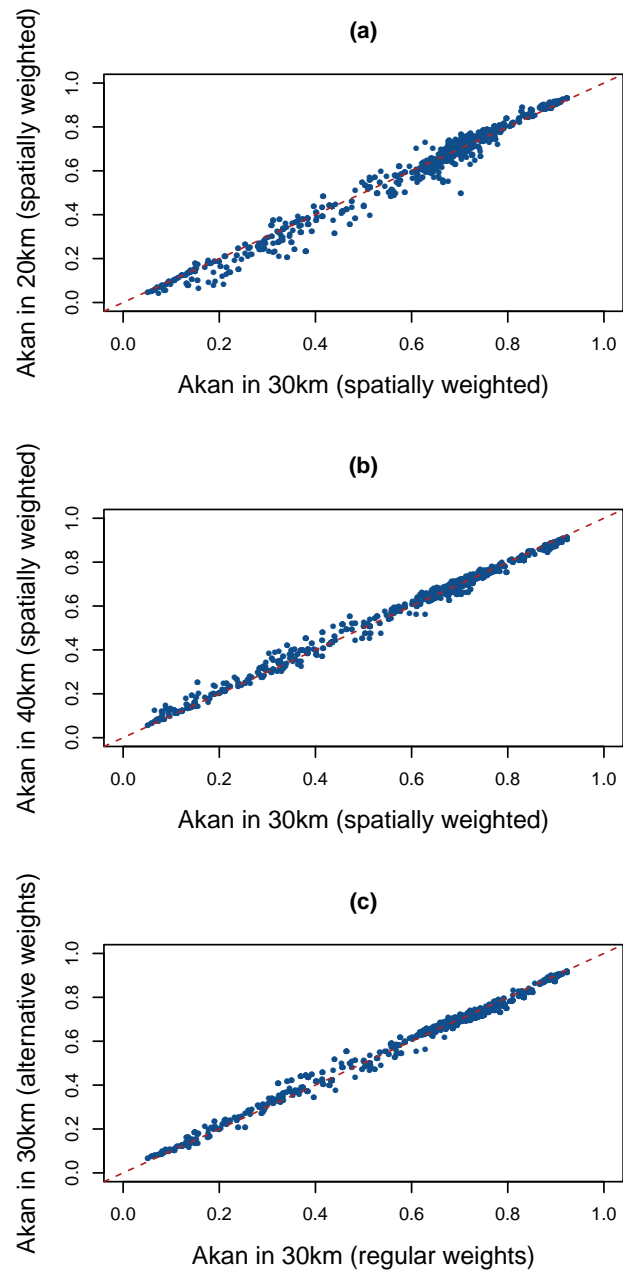 (a)
Akan in 20km (spatially weighted)
0.0 0.2 0.4 0.6 0.8 1.0
0.0 0.2 0.4 0.6 0.8 1.0
Akan in 30km (spatially weighted)
(b)
Akan in 40km (spatially weighted)
0.0 0.2 0.4 0.6 0.8 1.0
0.0 0.2 0.4 0.6 0.8 1.0
Akan in 30km (spatially weighted)
(c)
Akan in 30km (alternative weights)
0.0 0.2 0.4 0.6 0.8 1.0
0.0 0.2 0.4 0.6 0.8 1.0
Akan in 30km (regular weights)